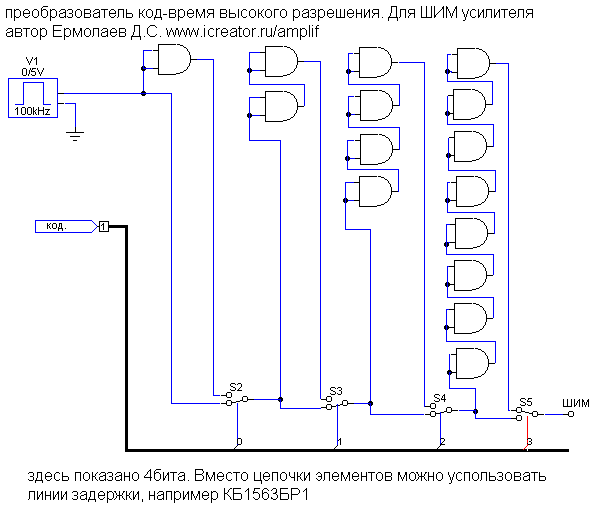 преобразователь код-время высокого разрешения. Для ШИМ усилителя
автор Ермолаев Д.С. www.icreator.ru/amplif
V1
0/5V
100kHz
код.
1
S2
S3
S4
S5
ШИМ
0
1
2
3
здесь показано 4бита. Вместо цепочки элементов можно успользовать
линии задержки, например КБ1563БР1